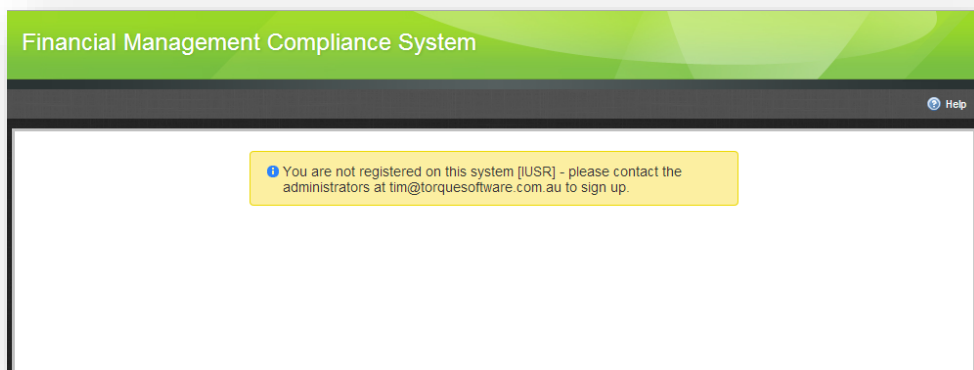 Financial Management Compliance System
Help
You are not registered on this system [IUSR] - please contact the
administrators at tim@torquesoftware.com.au to sign up.